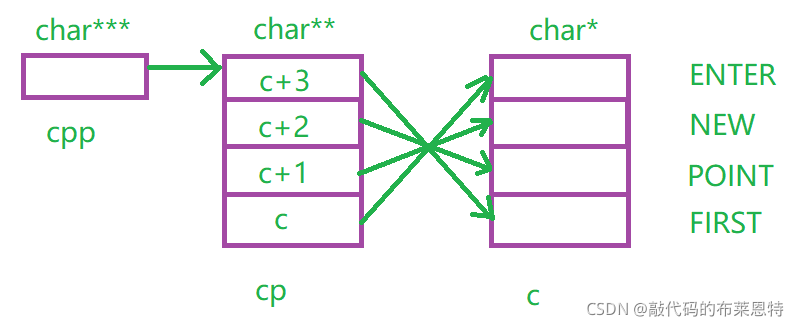 char*** char** char*
c+3 ENTER
c+2 NEW
cpp
c+1 POINT
c FIRST
cp c
CSDN @敲代码的布莱恩特